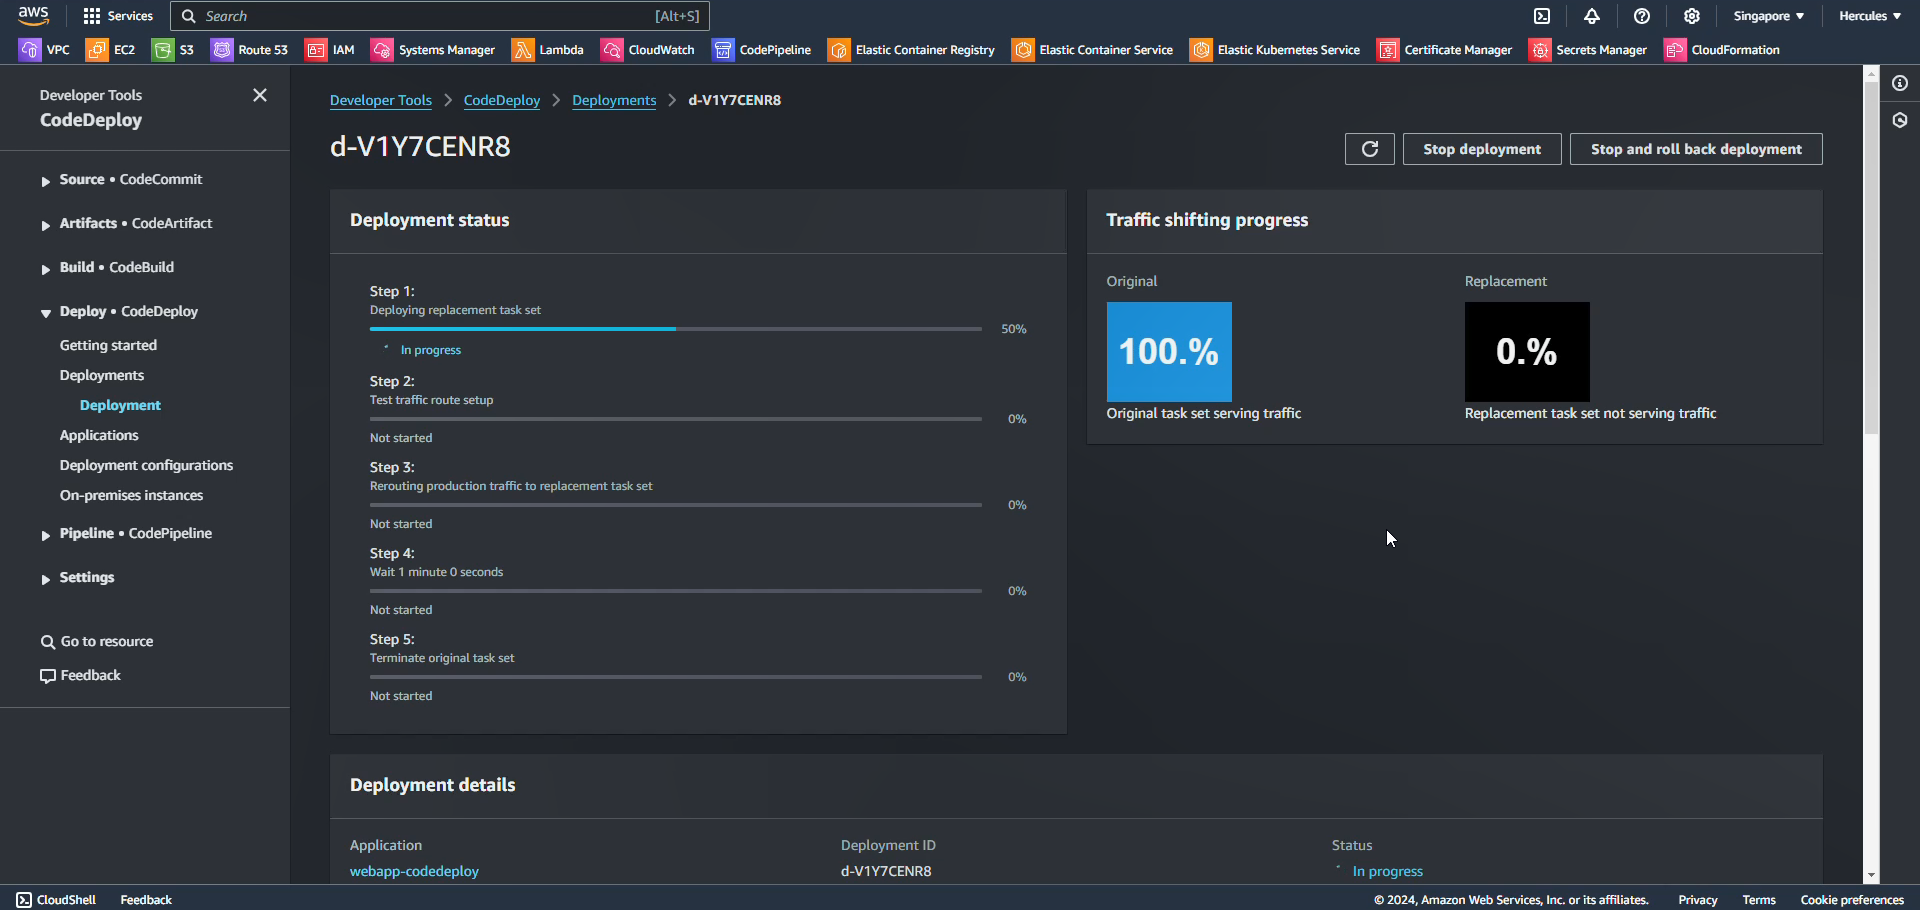 aws
Services
Search
[Alt+S]
Singapore
Hercules
VPC
EC2
S3
Route 53
IAM
Systems Manager
Lambda
CloudWatch
CodePipeline
Elastic Container Registry
Elastic Container Service
Elastic Kubernetes Service
Certificate Manager
Secrets Manager
CloudFormation
Developer Tools
CodeDeploy
Source • CodeCommit
Artifacts • CodeArtifact
Build • CodeBuild
Deploy • CodeDeploy
Getting started
Deployments
Deployment
Applications
Deployment configurations
On-premises instances
Pipeline • CodePipeline
Settings
Go to resource
Feedback
Developer Tools
CodeDeploy
Deployments
d-V1Y7CENR8
d-V1Y7CENR8
Stop deployment
Stop and roll back deployment
Deployment status
Step 1:
Deploying replacement task set
50%
In progress
Step 2:
Test traffic route setup
0%
Not started
Step 3:
Rerouting production traffic to replacement task set
0%
Not started
Step 4:
Wait 1 minute 0 seconds
0%
Not started
Step 5:
Terminate original task set
0%
Not started
Traffic shifting progress
Original
100.%
Original task set serving traffic
Replacement
0.%
Replacement task set not serving traffic
Deployment details
Application
webapp-codedeploy
Deployment ID
d-V1Y7CENR8
Status
In progress
CloudShell
Feedback
© 2024, Amazon Web Services, Inc. or its affiliates.
Privacy
Terms
Cookie preferences